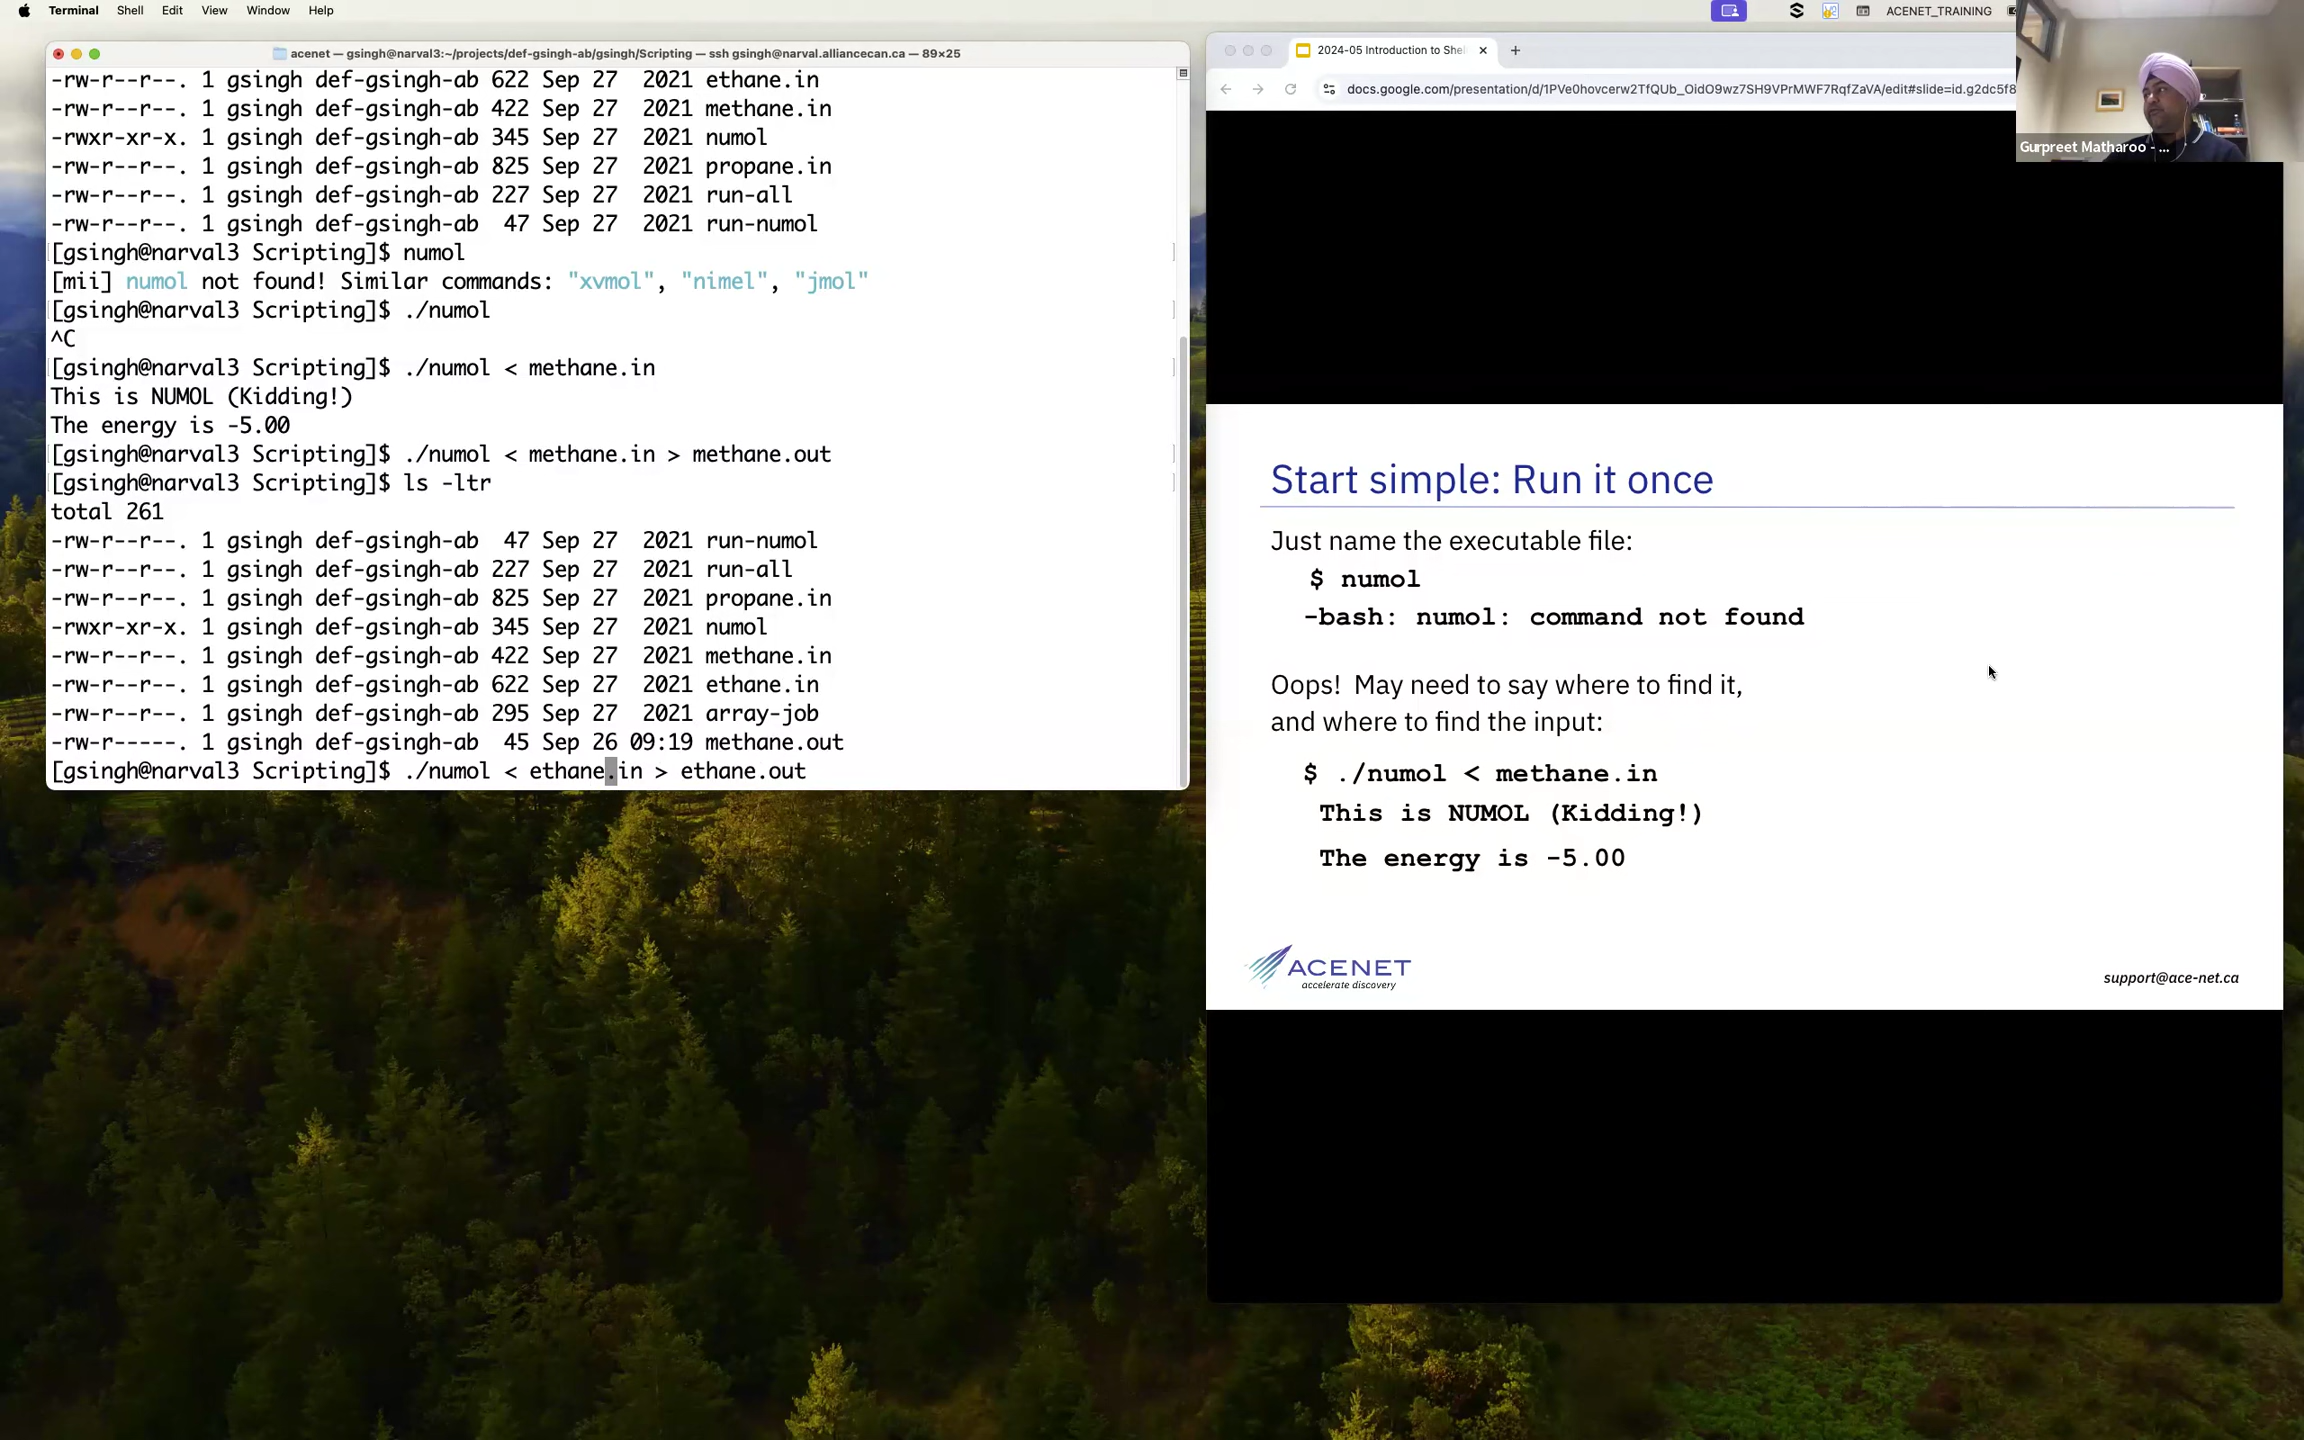 Terminal Shell Edit View Window Help
ACENET_TRAINING
acenet — gsingh@narval3:~/projects/def-gsingh-ab/gsingh/Scripting — ssh gsingh@narval.alliancecan.ca — 89×25
-rw-r--r--. 1 gsingh def-gsingh-ab 622 Sep 27  2021 ethane.in
-rw-r--r--. 1 gsingh def-gsingh-ab 422 Sep 27  2021 methane.in
-rwxr-xr-x. 1 gsingh def-gsingh-ab 345 Sep 27  2021 numol
-rw-r--r--. 1 gsingh def-gsingh-ab 825 Sep 27  2021 propane.in
-rw-r--r--. 1 gsingh def-gsingh-ab 227 Sep 27  2021 run-all
-rw-r--r--. 1 gsingh def-gsingh-ab  47 Sep 27  2021 run-numol
[gsingh@narval3 Scripting]$ numol
[mii] numol not found! Similar commands: "xvmol", "nimel", "jmol"
[gsingh@narval3 Scripting]$ ./numol
^C
[gsingh@narval3 Scripting]$ ./numol < methane.in
This is NUMOL (Kidding!)
The energy is -5.00
[gsingh@narval3 Scripting]$ ./numol < methane.in > methane.out
[gsingh@narval3 Scripting]$ ls -ltr
total 261
-rw-r--r--. 1 gsingh def-gsingh-ab  47 Sep 27  2021 run-numol
-rw-r--r--. 1 gsingh def-gsingh-ab 227 Sep 27  2021 run-all
-rw-r--r--. 1 gsingh def-gsingh-ab 825 Sep 27  2021 propane.in
-rwxr-xr-x. 1 gsingh def-gsingh-ab 345 Sep 27  2021 numol
-rw-r--r--. 1 gsingh def-gsingh-ab 422 Sep 27  2021 methane.in
-rw-r--r--. 1 gsingh def-gsingh-ab 622 Sep 27  2021 ethane.in
-rw-r--r--. 1 gsingh def-gsingh-ab 295 Sep 27  2021 array-job
-rw-r-----. 1 gsingh def-gsingh-ab  45 Sep 26 09:19 methane.out
[gsingh@narval3 Scripting]$ ./numol < ethane.in > ethane.out
2024-05 Introduction to Shel
docs.google.com/presentation/d/1PVe0hovcerw2TfQUb_OidO9wz7SH9VPrMWF7RqfZaVA/edit#slide=id.g2dc5f8
Gurpreet Matharoo - ...
Start simple: Run it once
Just name the executable file:
$ numol
-bash: numol: command not found
Oops!  May need to say where to find it,
and where to find the input:
$ ./numol < methane.in
This is NUMOL (Kidding!)
The energy is -5.00
ACENET
accelerate discovery
support@ace-net.ca